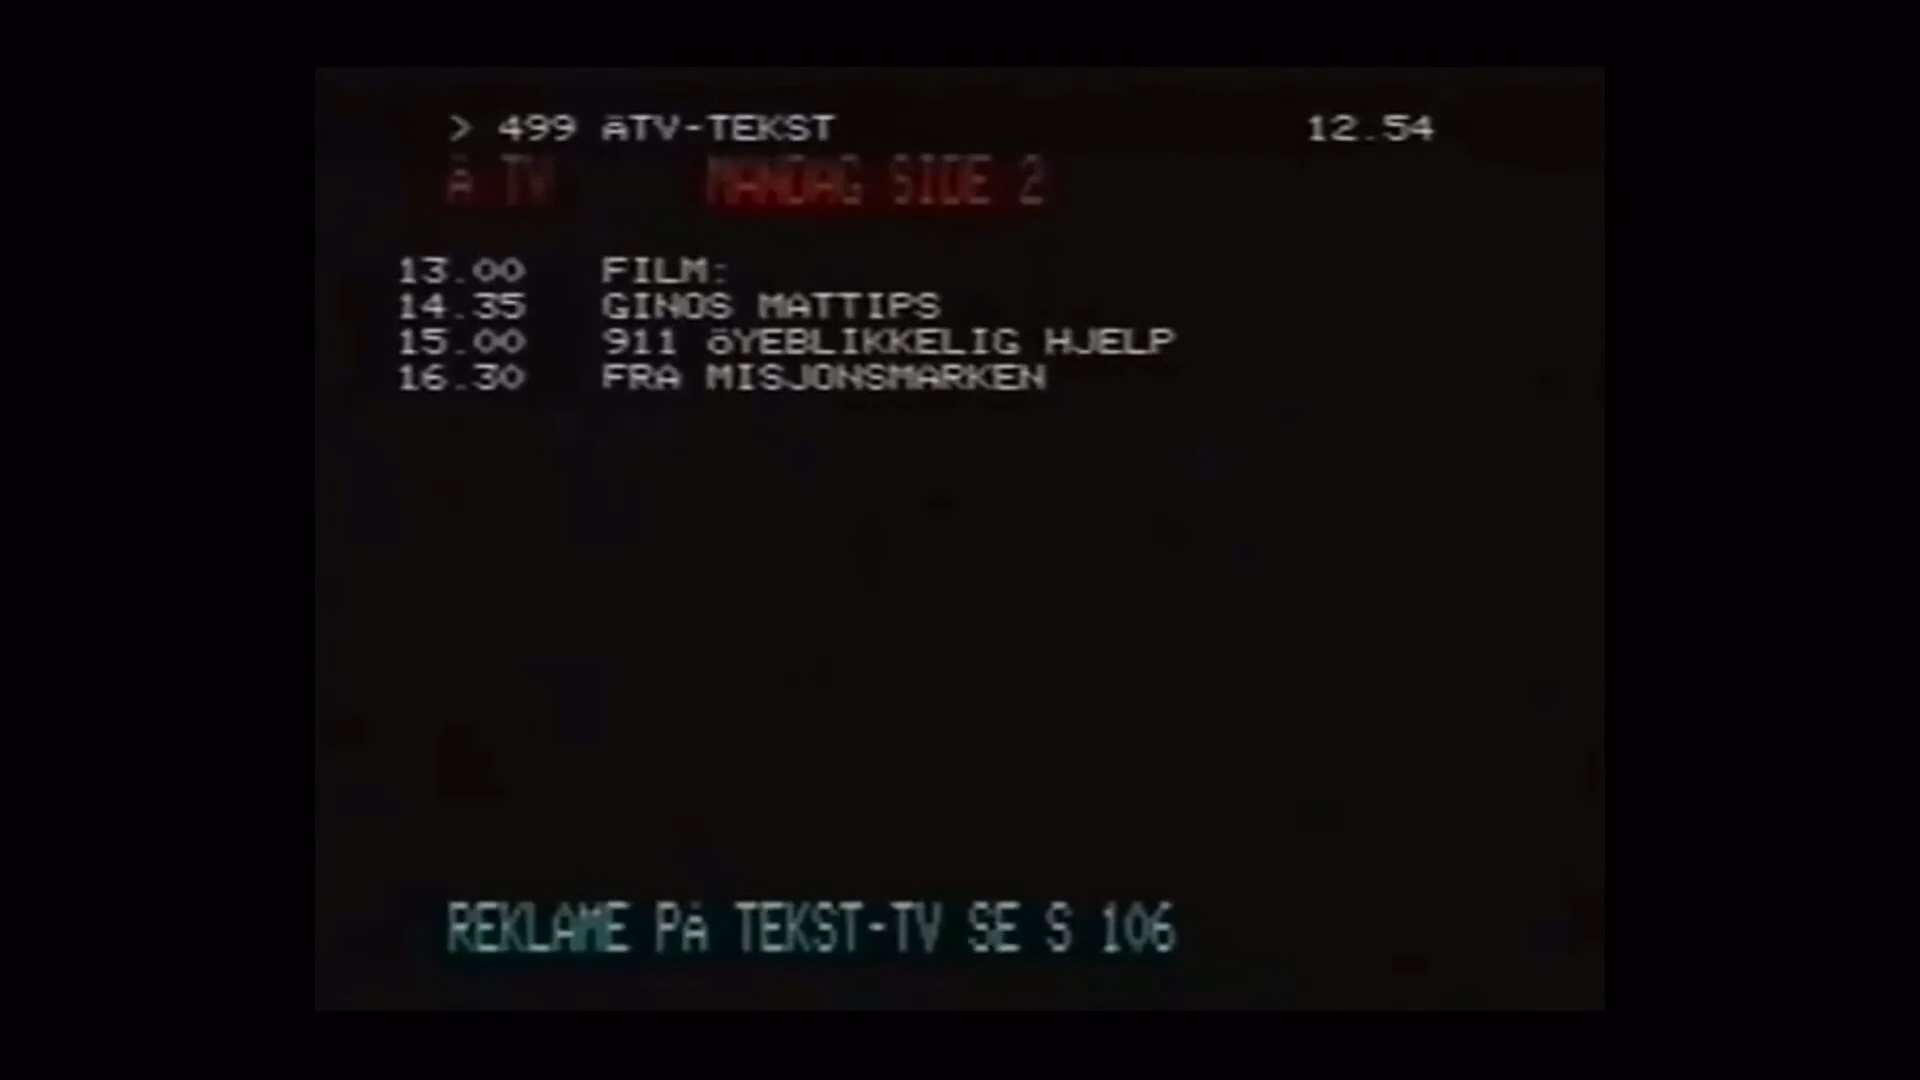 > 499 äTV-TEKST 12.54
Å TV MANDAG SIDE 2
13.00 FILM:
14.35 GINOS MATTIPS
15.00 911 öYEBLIKKELIG HJELP
16.30 FRA MISJONSMARKEN
REKLAME PÅ TEKST-TV SE S 106